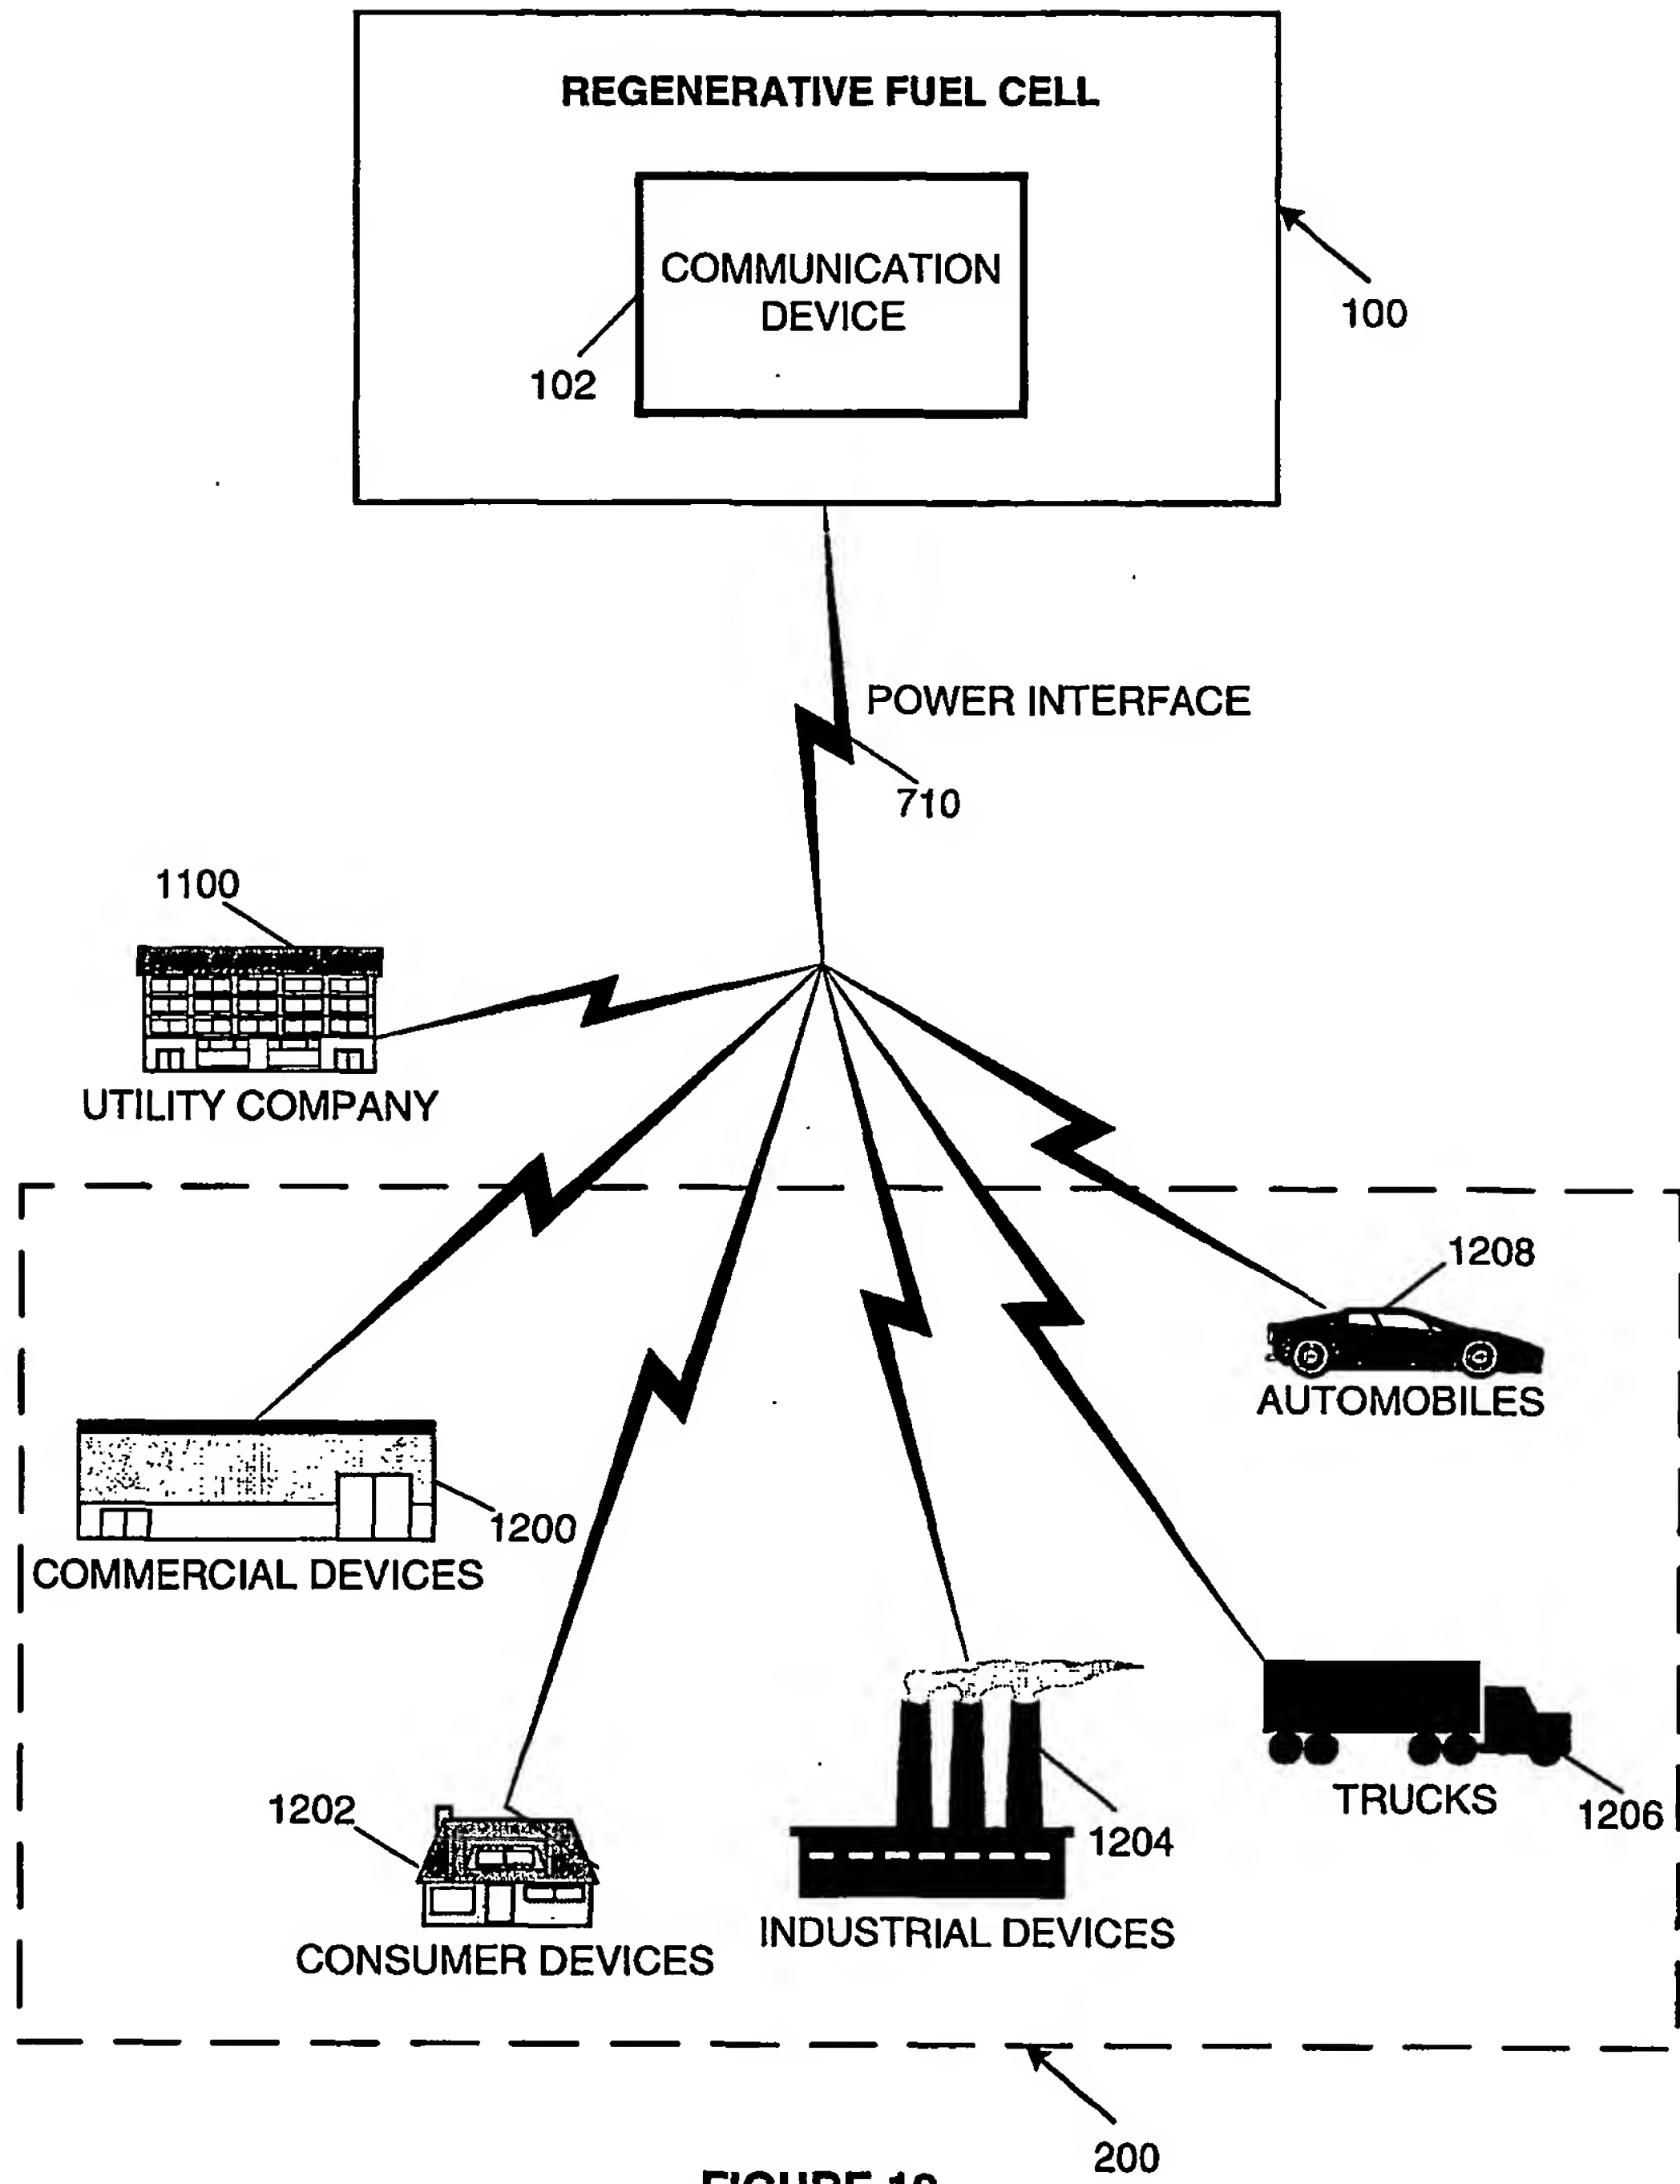 REGENERATIVE FUEL CELL
COMMUNICATION
DEVICE
100
102
POWER INTERFACE
710
1100
UTILITY COMPANY
1208
AUTOMOBILES
1200
COMMERCIAL DEVICES
TRUCKS
1206
1202
1204
INDUSTRIAL DEVICES
CONSUMER DEVICES
200
FIGURE